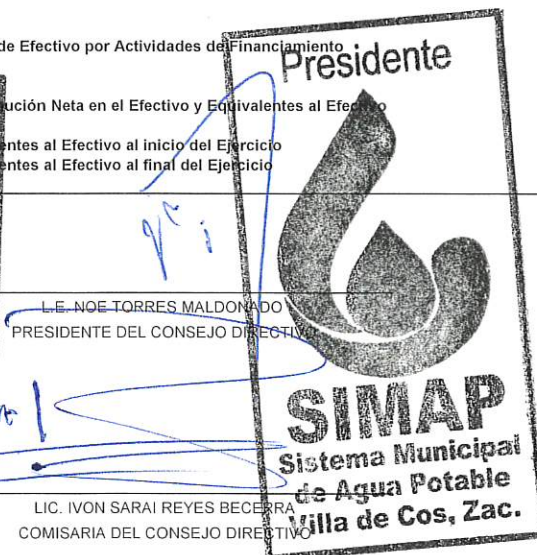 de Efectivo por Actividades de Financiamiento
ución Neta en el Efectivo y Equivalentes al Efectivo
entes al Efectivo al inicio del Ejercicio
entes al Efectivo al final del Ejercicio
L.E. NOE TORRES MALDONADO
PRESIDENTE DEL CONSEJO DIRECTIV
LIC. IVON SARAI REYES BECERRA
COMISARIA DEL CONSEJO DIRECTIVO
Presidente
SIMAP
Sistema Municipal
de Agua Potable
Villa de Cos, Zac.